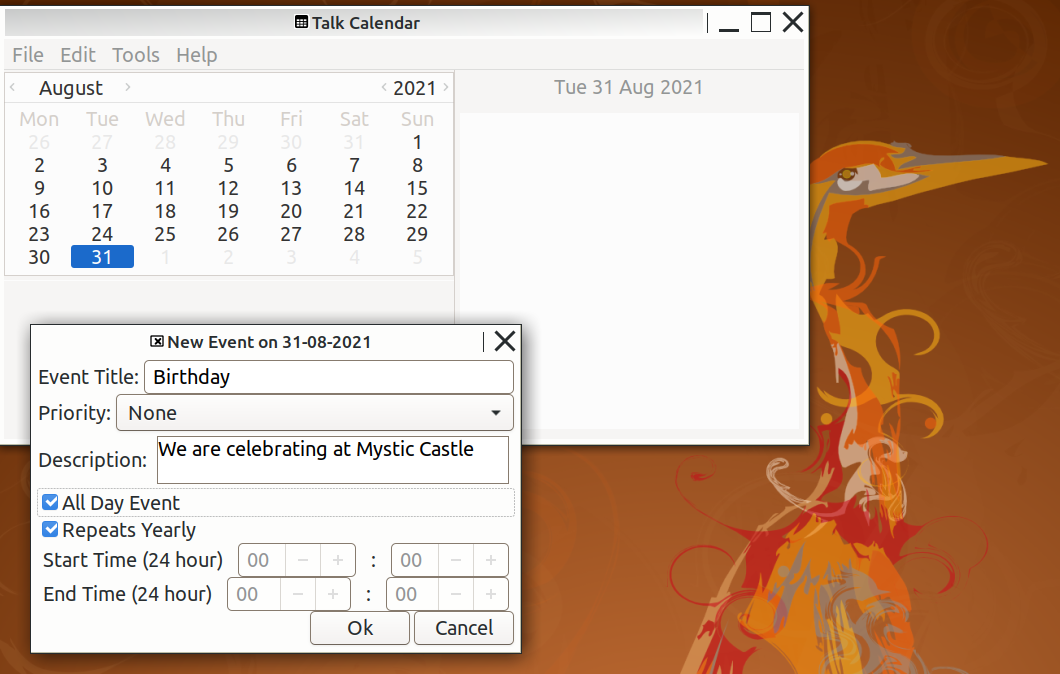 Talk Calendar
File Edit Tools Help
August 2021
Tue 31 Aug 2021
Mon Tue Wed Thu Fri Sat Sun
26 27 28 29 30 31 1
2 3 4 5 6 7 8
9 10 11 12 13 14 15
16 17 18 19 20 21 22
23 24 25 26 27 28 29
30 31 1 2 3 4 5
New Event on 31-08-2021
Event Title: Birthday
Priority: None
Description: We are celebrating at Mystic Castle
All Day Event
Repeats Yearly
Start Time (24 hour) 00 − + : 00 − +
End Time (24 hour) 00 − + : 00 − +
Ok Cancel